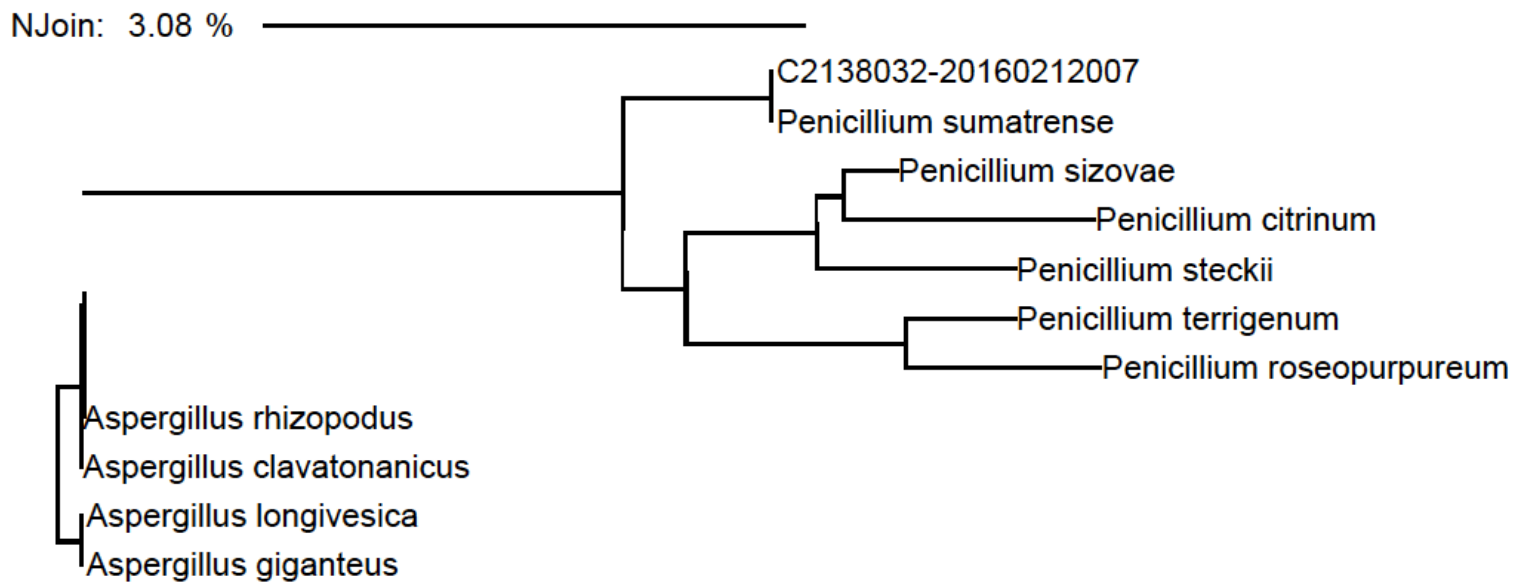 NJoin: 3.08 %
C2138032-20160212007
Penicillium sumatrense
Penicillium sizovae
Penicillium citrinum
Penicillium steckii
Penicillium terrigenum
Penicillium roseopurpureum
Aspergillus rhizopodus
Aspergillus clavatonanicus
Aspergillus longivesica
Aspergillus giganteus